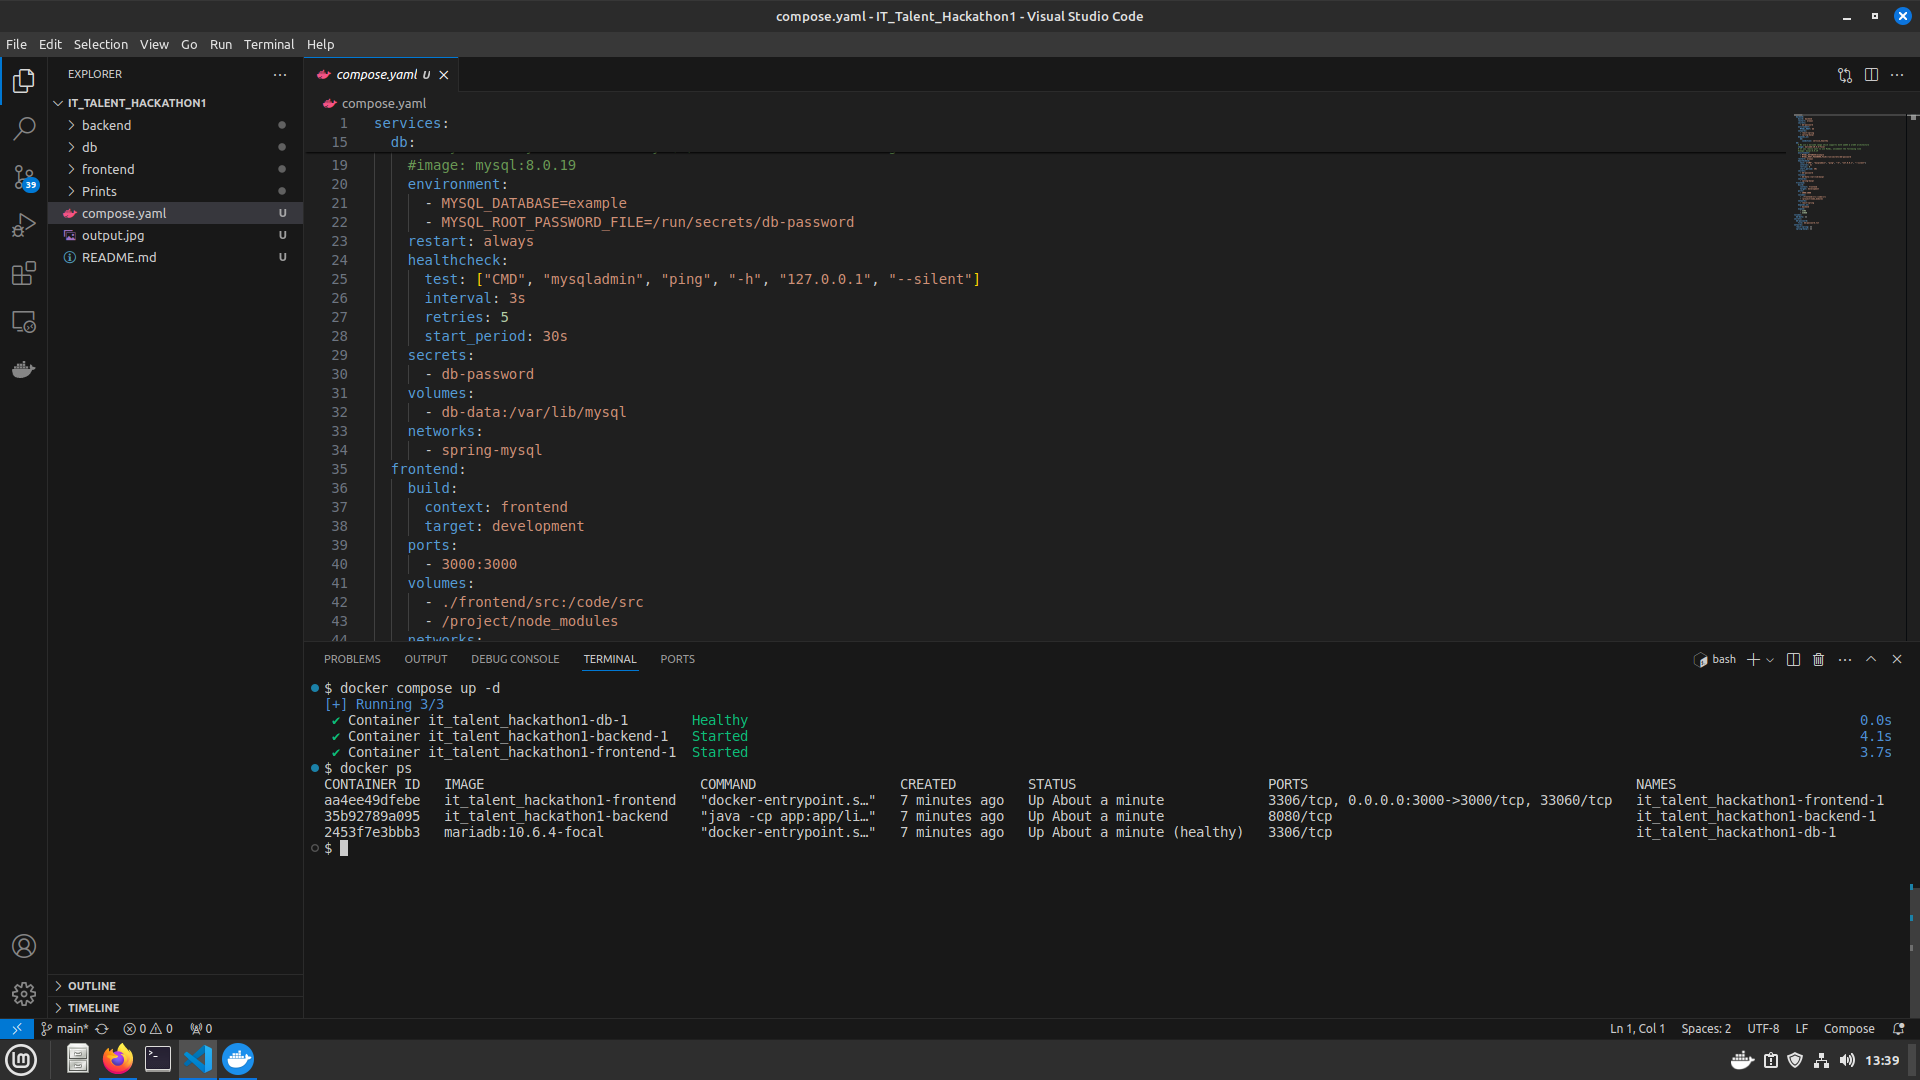 compose.yaml - IT_Talent_Hackathon1 - Visual Studio Code
File Edit Selection View Go Run Terminal Help
EXPLORER
IT_TALENT_HACKATHON1
backend
db
frontend
Prints
compose.yaml U
output.jpg U
README.md U
39
compose.yaml U
compose.yaml
1 services:
15 db:
19 #image: mysql:8.0.19
20 environment:
21 - MYSQL_DATABASE=example
22 - MYSQL_ROOT_PASSWORD_FILE=/run/secrets/db-password
23 restart: always
24 healthcheck:
25 test: ["CMD", "mysqladmin", "ping", "-h", "127.0.0.1", "--silent"]
26 interval: 3s
27 retries: 5
28 start_period: 30s
29 secrets:
30 - db-password
31 volumes:
32 - db-data:/var/lib/mysql
33 networks:
34 - spring-mysql
35 frontend:
36 build:
37 context: frontend
38 target: development
39 ports:
40 - 3000:3000
41 volumes:
42 - ./frontend/src:/code/src
43 - /project/node_modules
44 networks:
PROBLEMS OUTPUT DEBUG CONSOLE TERMINAL PORTS
bash
$ docker compose up -d
[+] Running 3/3
✔ Container it_talent_hackathon1-db-1 Healthy 0.0s
✔ Container it_talent_hackathon1-backend-1 Started 4.1s
✔ Container it_talent_hackathon1-frontend-1 Started 3.7s
$ docker ps
CONTAINER ID IMAGE COMMAND CREATED STATUS PORTS NAMES
aa4ee49dfebe it_talent_hackathon1-frontend "docker-entrypoint.s…" 7 minutes ago Up About a minute 3306/tcp, 0.0.0.0:3000->3000/tcp, 33060/tcp it_talent_hackathon1-frontend-1
35b92789a095 it_talent_hackathon1-backend "java -cp app:app/li…" 7 minutes ago Up About a minute 8080/tcp it_talent_hackathon1-backend-1
2453f7e3bbb3 mariadb:10.6.4-focal "docker-entrypoint.s…" 7 minutes ago Up About a minute (healthy) 3306/tcp it_talent_hackathon1-db-1
$
OUTLINE
TIMELINE
main* 0 0 0
Ln 1, Col 1 Spaces: 2 UTF-8 LF Compose
13:39